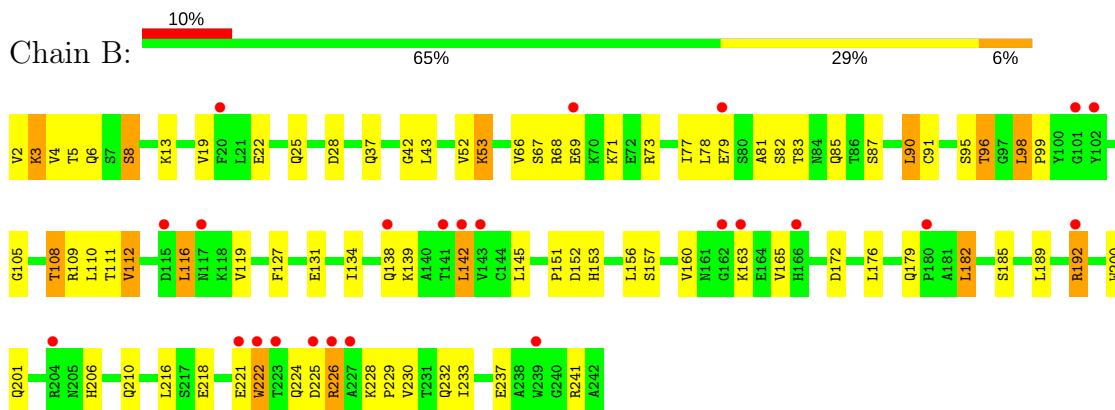 10%
Chain B:
65% 29% 6%
V2 K3 V4 T5 Q6 S7 S8 K13 V19 F20 L21 E22 Q25 D28 Q37 G42 L43 V52 K53 V66 S67 R68 E69 K70 K71 E72 R73 I77 L78 E79 S80 A81 S82 T83 N84 Q85 T86 S87 L90 C91 S95 T96 G97 L98 P99 Y100 G101 Y102
G105 T108 R109 L110 T111 V112 D115 L116 N117 K118 V119 F127 E131 I134 Q138 K139 A140 T141 L142 V143 C144 L145 P151 D152 H153 L156 S157 V160 N161 G162 K163 E164 V165 H166 D172 L176 Q179 P180 A181 L182 S185 L189 R192
Q201 R204 N205 H206 Q210 L216 S217 E218 E221 W222 T223 Q224 D225 R226 A227 K228 P229 V230 T231 Q232 I233 E237 A238 W239 G240 R241 A242